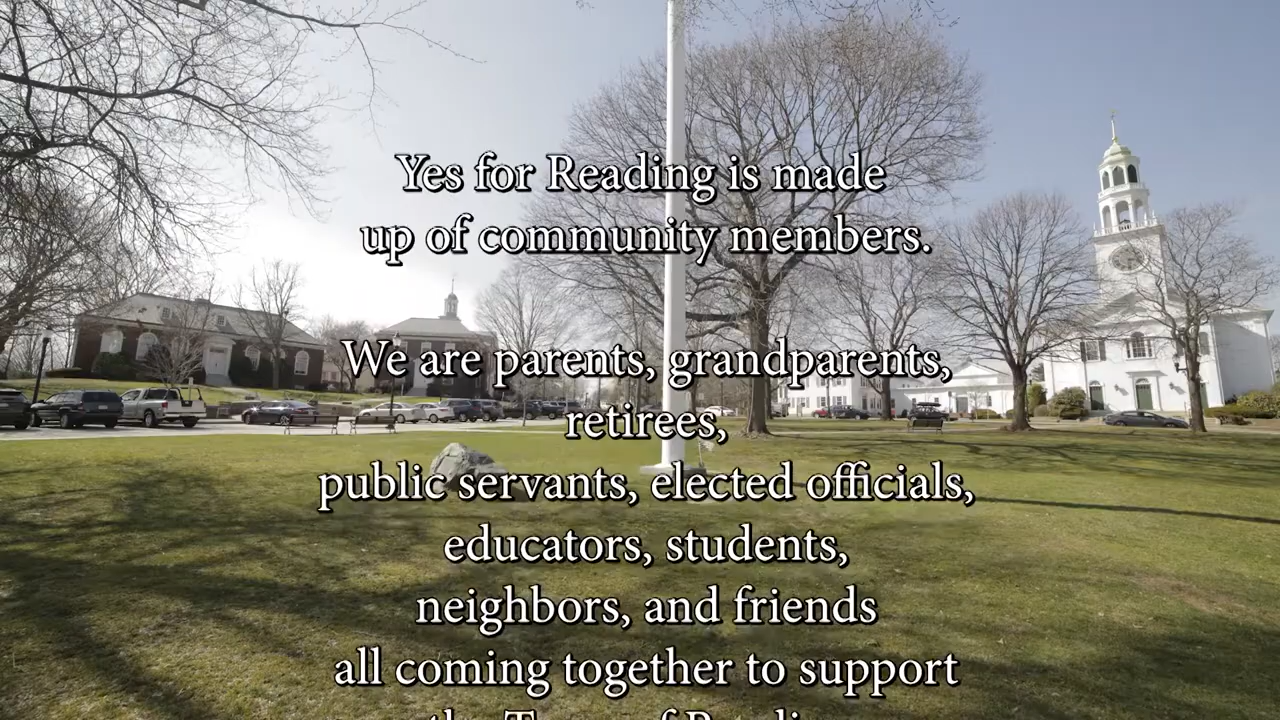 Yes for Reading is made
up of community members.
We are parents, grandparents,
retirees,
public servants, elected officials,
educators, students,
neighbors, and friends
all coming together to support